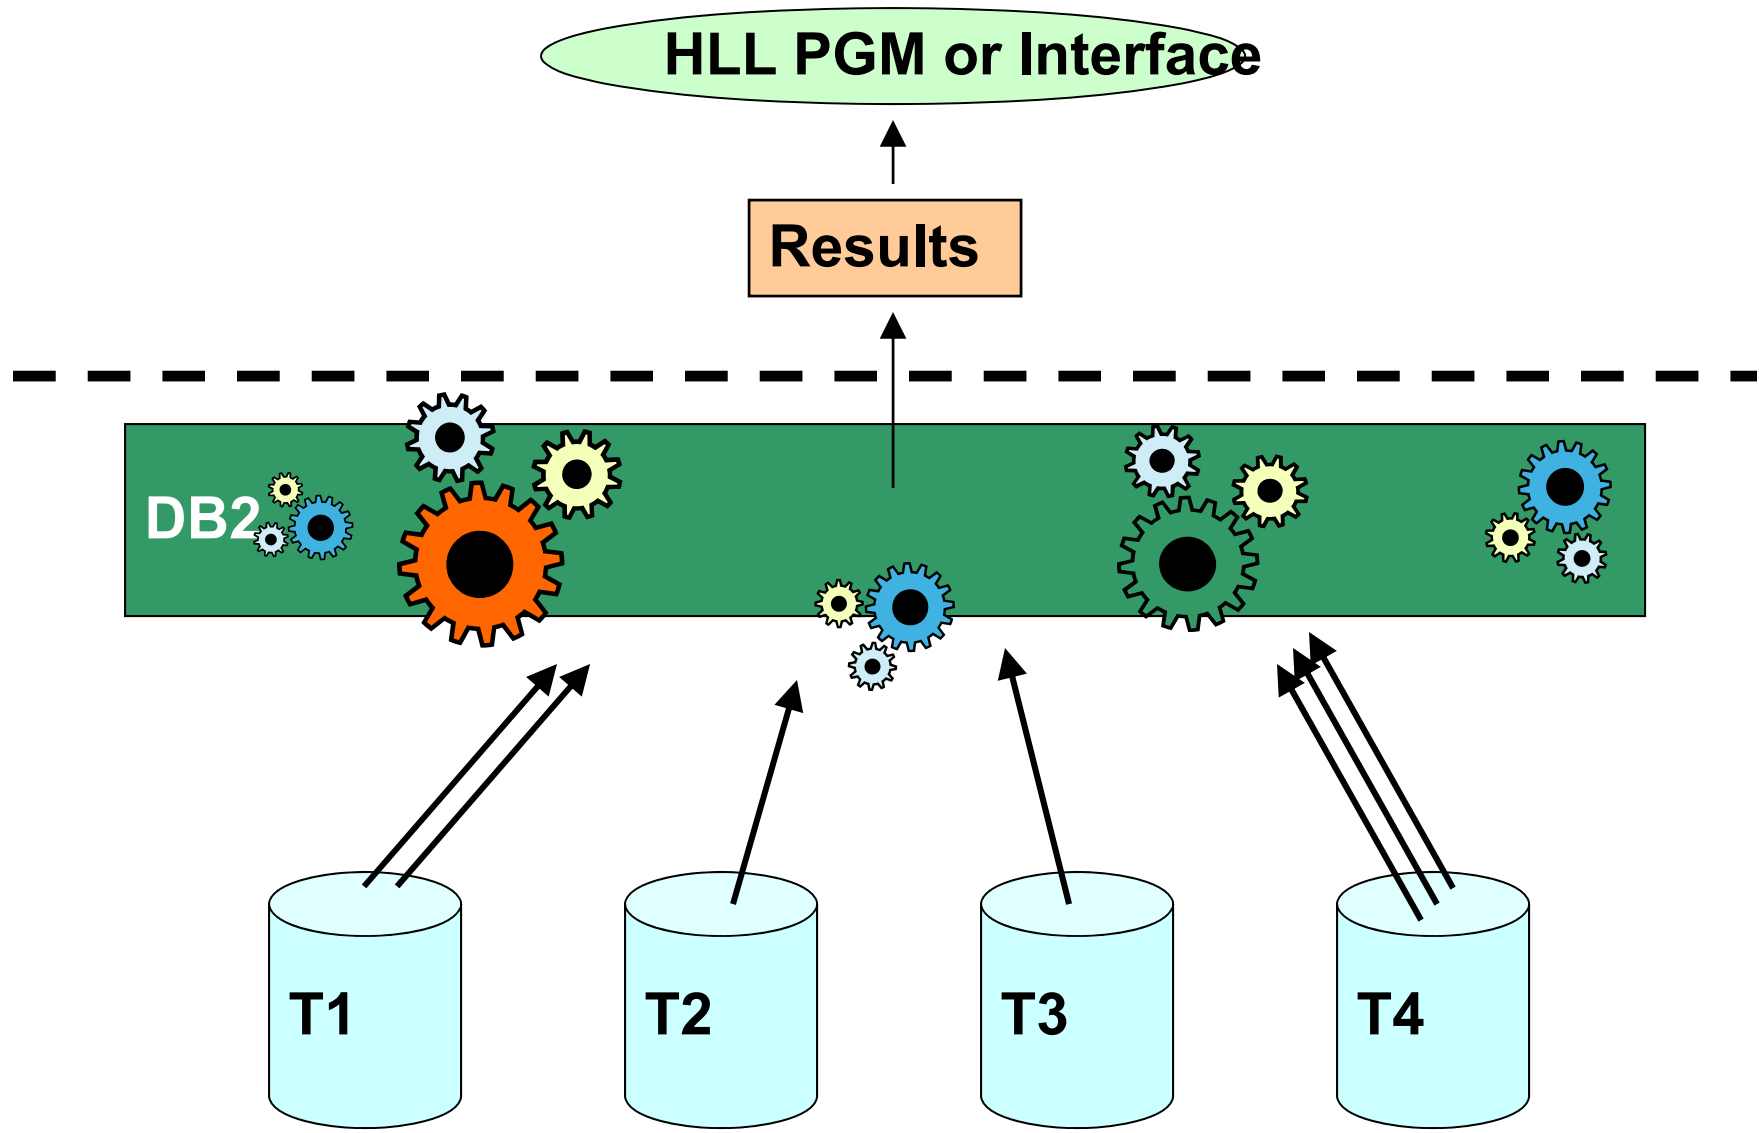 HLL PGM or Interface
Results
DB2
T1
T2
T3
T4